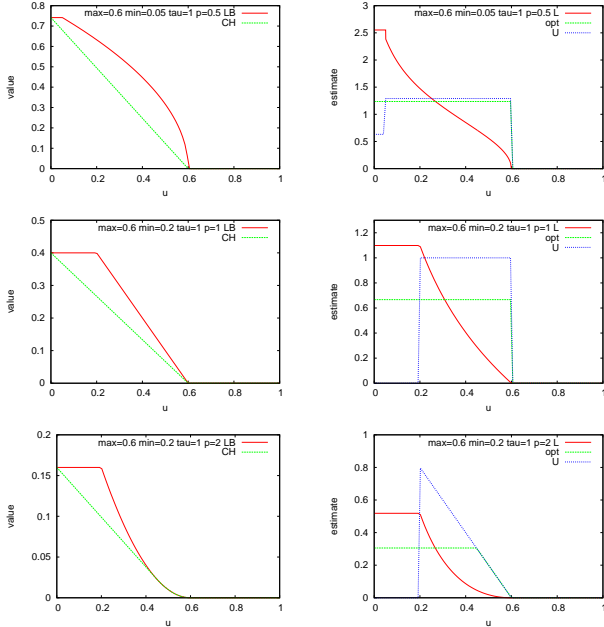 max=0.6 min=0.05 tau=1 p=0.5 LB
CH
value
0.8
0.7
0.6
0.5
0.4
0.3
0.2
0.1
0
0 0.2 0.4 0.6 0.8 1
u
max=0.6 min=0.05 tau=1 p=0.5 L
opt
U
estimate
3
2.5
2
1.5
1
0.5
0
0 0.2 0.4 0.6 0.8 1
u
max=0.6 min=0.2 tau=1 p=1 LB
CH
value
0.5
0.4
0.3
0.2
0.1
0
0 0.2 0.4 0.6 0.8 1
u
max=0.6 min=0.2 tau=1 p=1 L
opt
U
estimate
1.2
1
0.8
0.6
0.4
0.2
0
0 0.2 0.4 0.6 0.8 1
u
max=0.6 min=0.2 tau=1 p=2 LB
CH
value
0.2
0.15
0.1
0.05
0
0 0.2 0.4 0.6 0.8 1
u
max=0.6 min=0.2 tau=1 p=2 L
opt
U
estimate
1
0.8
0.6
0.4
0.2
0
0 0.2 0.4 0.6 0.8 1
u